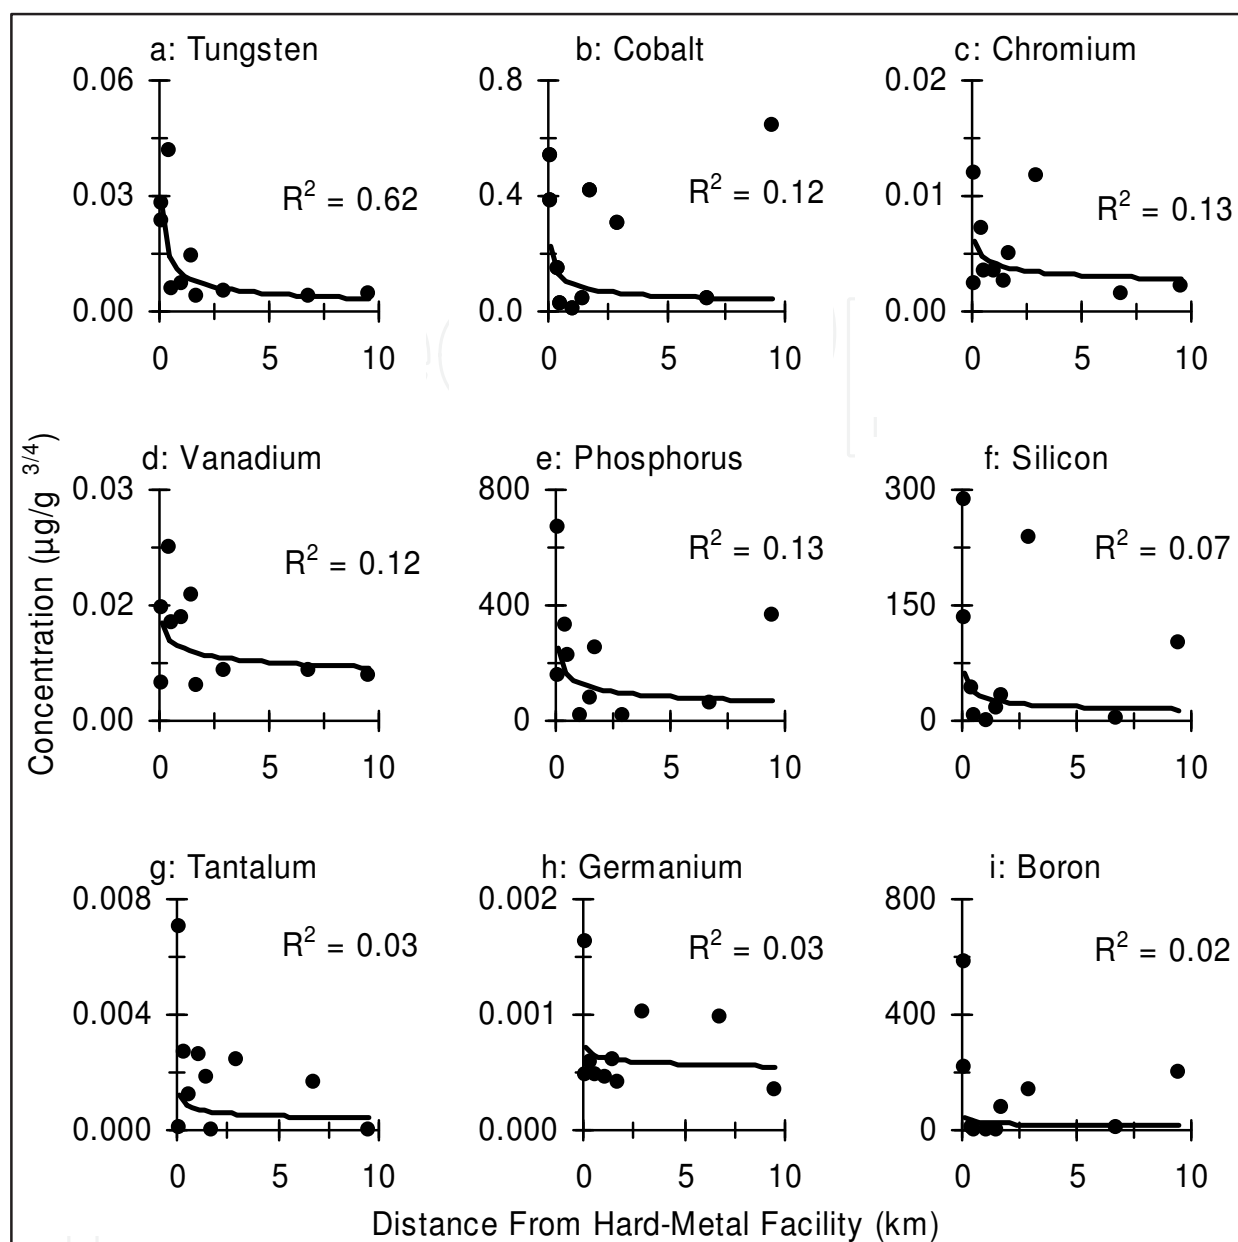 a: Tungsten
0.06
0.03
0.00
R² = 0.62
0 5 10
b: Cobalt
0.8
0.4
0.0
R² = 0.12
0 5 10
c: Chromium
0.02
0.01
0.00
R² = 0.13
0 5 10
Concentration (µg/g ³/⁴)
d: Vanadium
0.03
0.02
0.00
R² = 0.12
0 5 10
e: Phosphorus
800
400
0
R² = 0.13
0 5 10
f: Silicon
300
150
0
R² = 0.07
0 5 10
g: Tantalum
0.008
0.004
0.000
R² = 0.03
0 5 10
h: Germanium
0.002
0.001
0.000
R² = 0.03
0 5 10
i: Boron
800
400
0
R² = 0.02
0 5 10
Distance From Hard-Metal Facility (km)